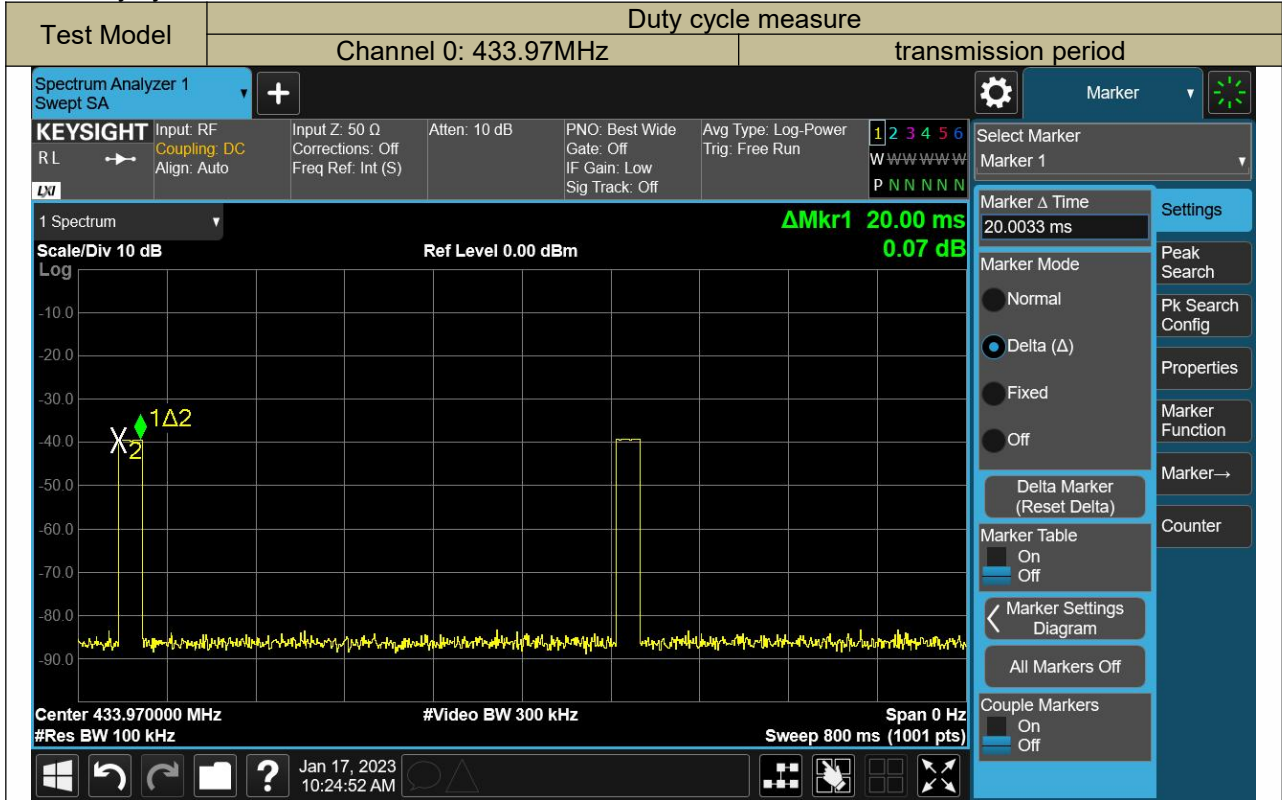 Test Model
Duty cycle measure
Channel 0: 433.97MHz
transmission period
Spectrum Analyzer 1
Swept SA
+
Marker
KEYSIGHT
RL
LXI
Input: RF
Coupling: DC
Align: Auto
Input Z: 50 Ω
Corrections: Off
Freq Ref: Int (S)
Atten: 10 dB
PNO: Best Wide
Gate: Off
IF Gain: Low
Sig Track: Off
Avg Type: Log-Power
Trig: Free Run
1 2 3 4 5 6
W W W W W W
P N N N N N
Select Marker
Marker 1
1 Spectrum
ΔMkr1 20.00 ms
0.07 dB
Scale/Div 10 dB
Ref Level 0.00 dBm
Log
-10.0
-20.0
-30.0
-40.0
-50.0
-60.0
-70.0
-80.0
-90.0
1Δ2
X2
Center 433.970000 MHz
#Video BW 300 kHz
Span 0 Hz
#Res BW 100 kHz
Sweep 800 ms (1001 pts)
Marker Δ Time
20.0033 ms
Marker Mode
Normal
Delta (Δ)
Fixed
Off
Delta Marker
(Reset Delta)
Marker Table
On
Off
Marker Settings
Diagram
All Markers Off
Couple Markers
On
Off
Settings
Peak
Search
Pk Search
Config
Properties
Marker
Function
Marker→
Counter
?
Jan 17, 2023
10:24:52 AM